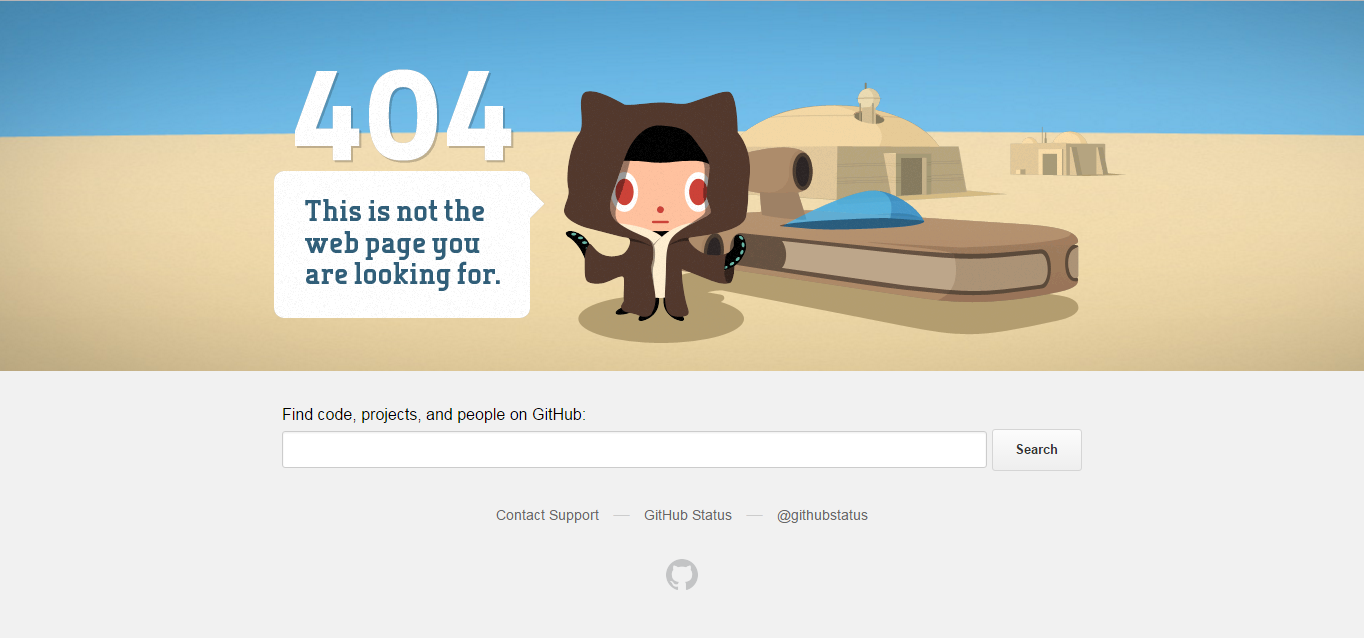 404
This is not the
web page you
are looking for.
Find code, projects, and people on GitHub:
Search
Contact Support — GitHub Status — @githubstatus